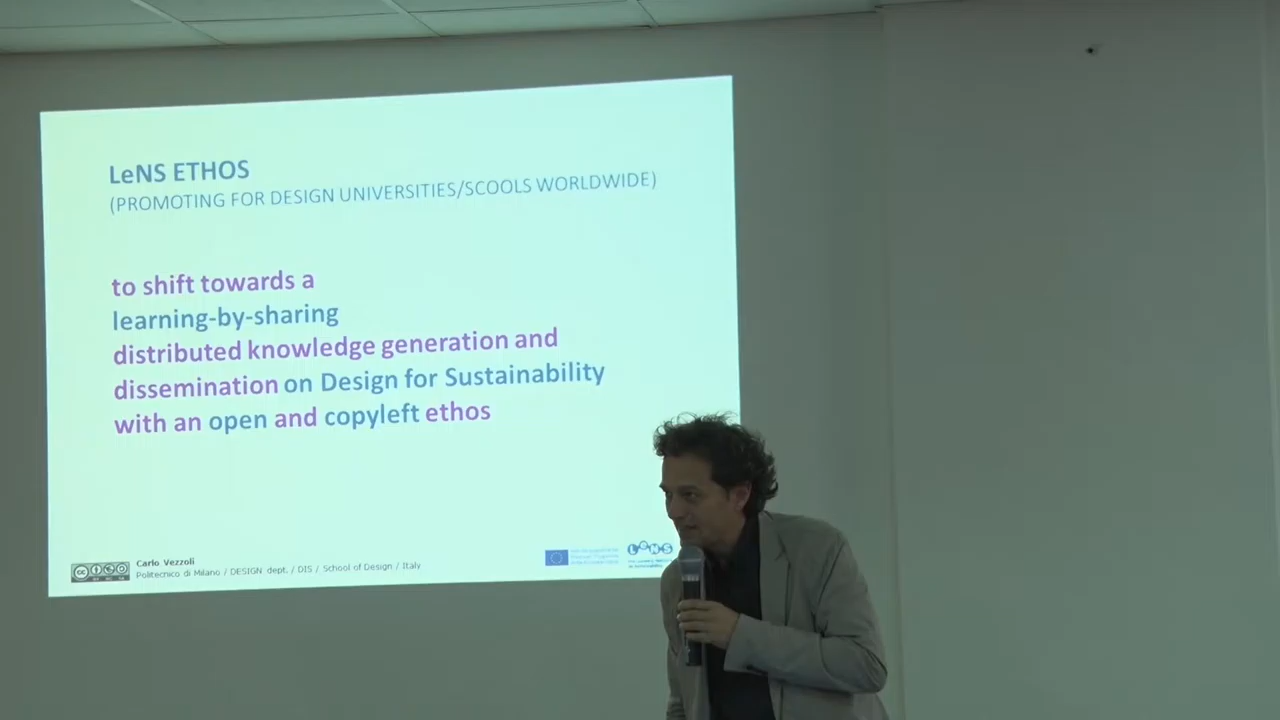 LeNS ETHOS
(PROMOTING FOR DESIGN UNIVERSITIES/SCOOLS WORLDWIDE)
to shift towards a
learning-by-sharing
distributed knowledge generation and
dissemination on Design for Sustainability
with an open and copyleft ethos
Carlo Vezzoli
Politecnico di Milano / DESIGN dept. / DIS / School of Design / Italy
LeNS